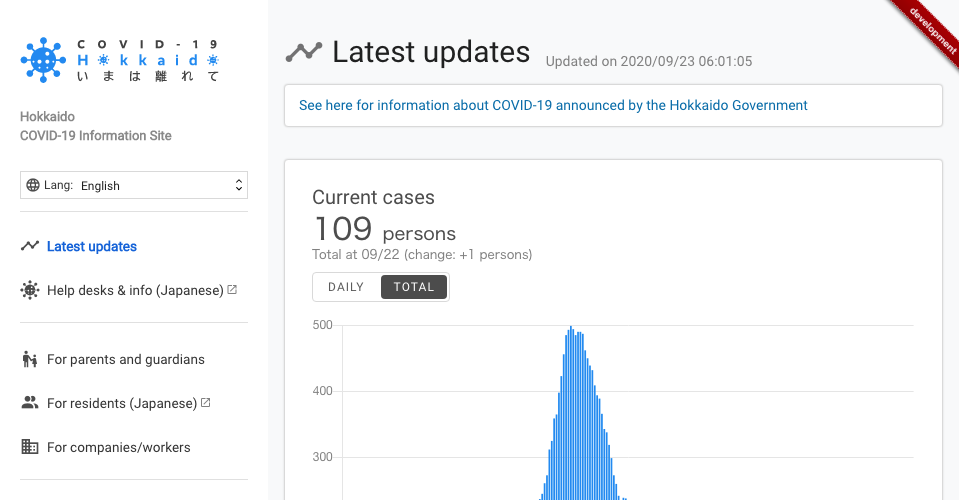 COVID-19
Hokkaido
いまは離れて
Hokkaido
COVID-19 Information Site
Lang: English
Latest updates
Help desks & info (Japanese)
For parents and guardians
For residents (Japanese)
For companies/workers
development
Latest updates Updated on 2020/09/23 06:01:05
See here for information about COVID-19 announced by the Hokkaido Government
Current cases
109 persons
Total at 09/22 (change: +1 persons)
DAILY TOTAL
500
400
300